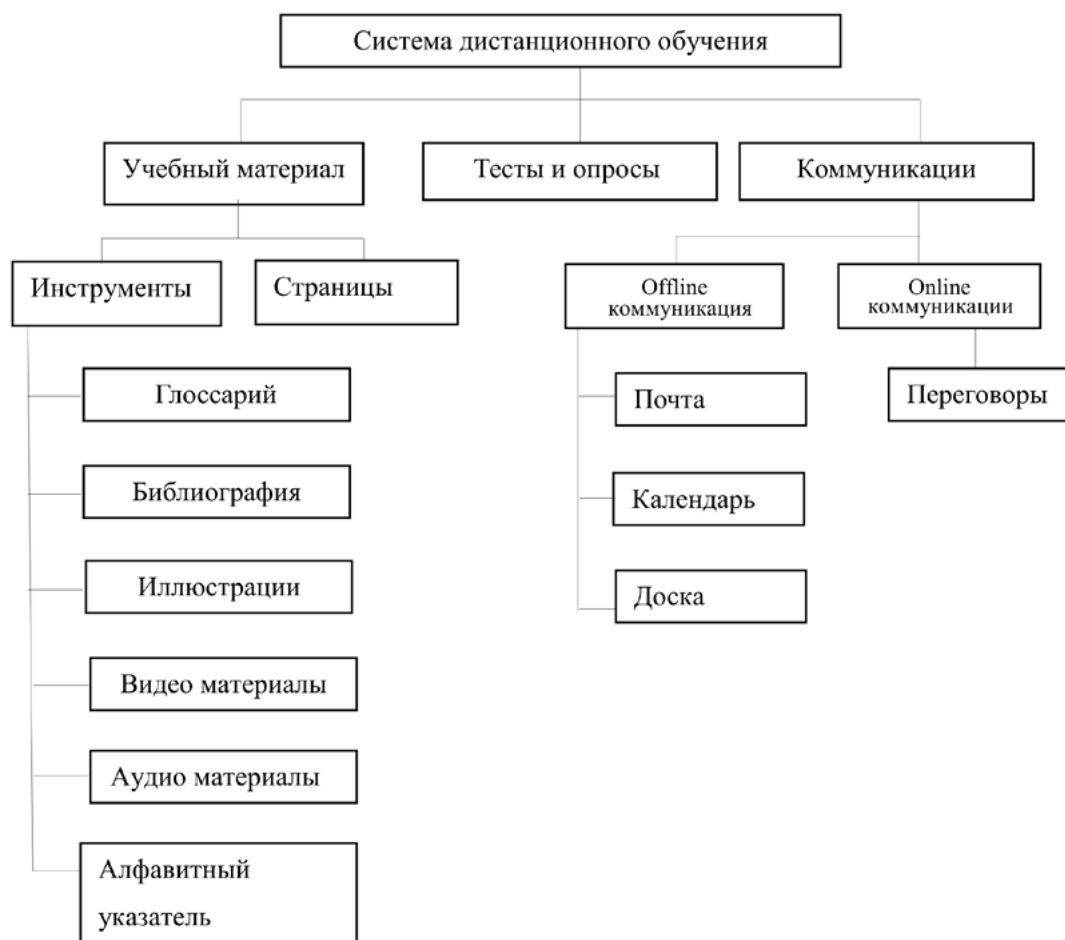 Система дистанционного обучения
Учебный материал
Тесты и опросы
Коммуникации
Инструменты
Страницы
Offline
коммуникация
Online
коммуникации
Глоссарий
Библиография
Иллюстрации
Видео материалы
Аудио материалы
Алфавитный
указатель
Почта
Календарь
Доска
Переговоры